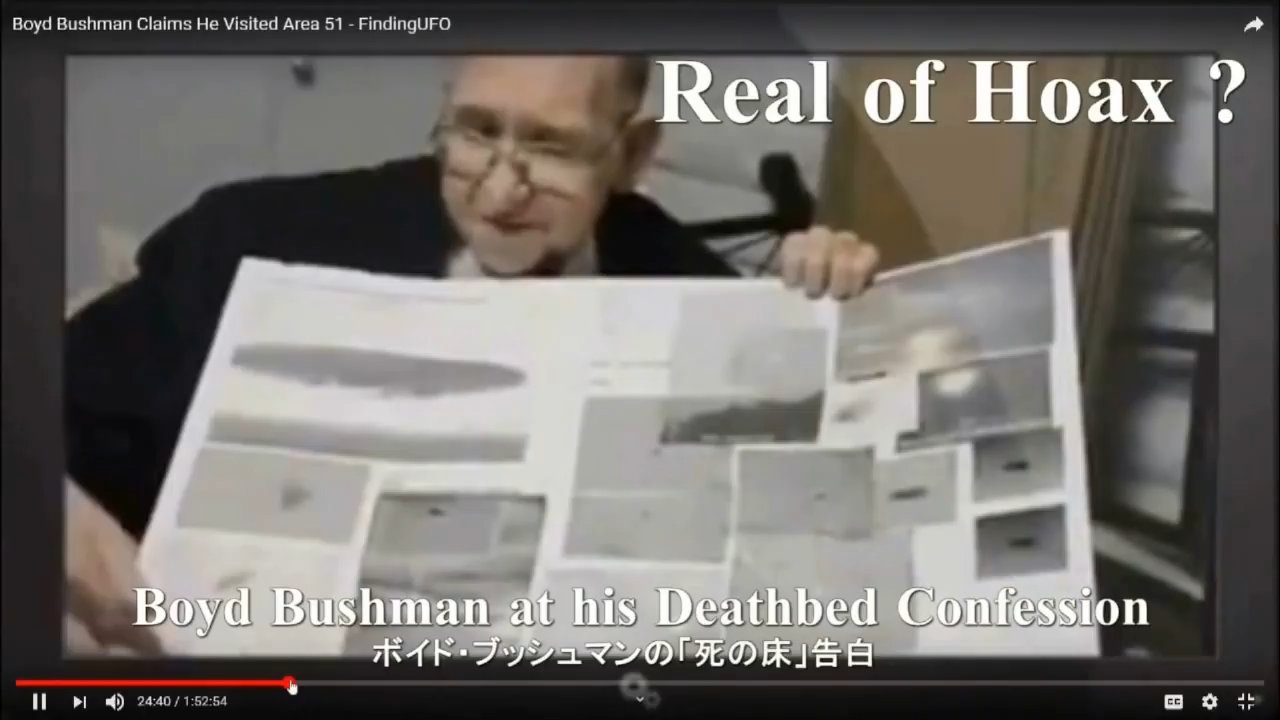 Boyd Bushman Claims He Visited Area 51 - FindingUFO
Real of Hoax ?
Boyd Bushman at his Deathbed Confession
ボイド・ブッシュマンの「死の床」告白
24:40 / 1:52:54
CC